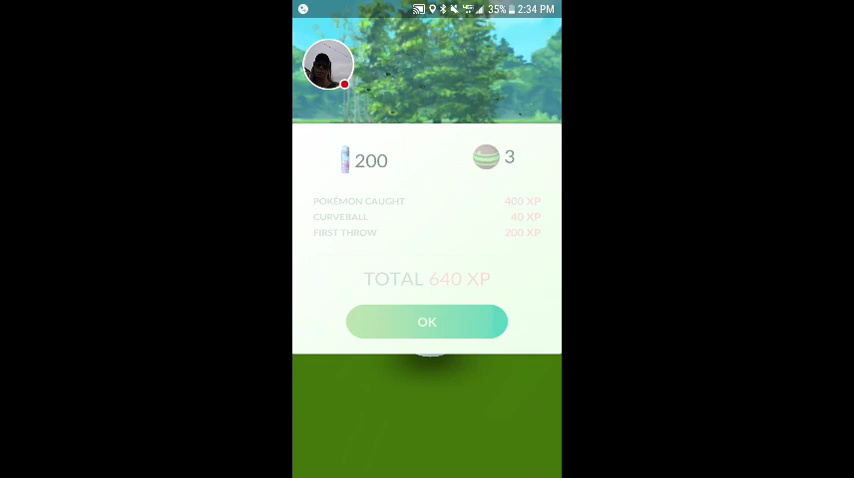 35% 2:34 PM
200 3
POKÉMON CAUGHT 400 XP
CURVEBALL 40 XP
FIRST THROW 200 XP
TOTAL 640 XP
OK